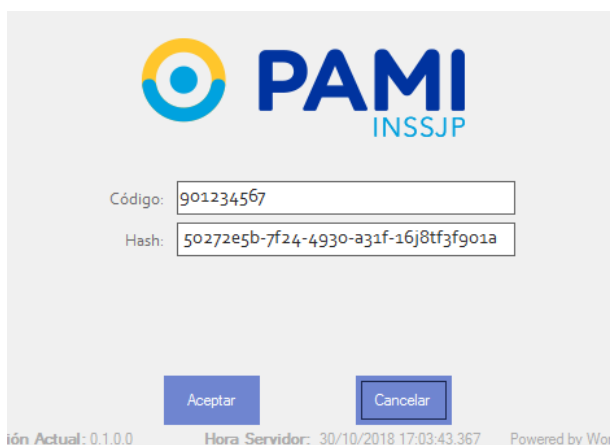 PAMI
INSSJP
Código: 901234567
Hash: 50272e5b-7f24-4930-a31f-16j8tf3f901a
Aceptar Cancelar
ión Actual: 0.1.0.0 Hora Servidor: 30/10/2018 17:03:43.367 Powered by Wor